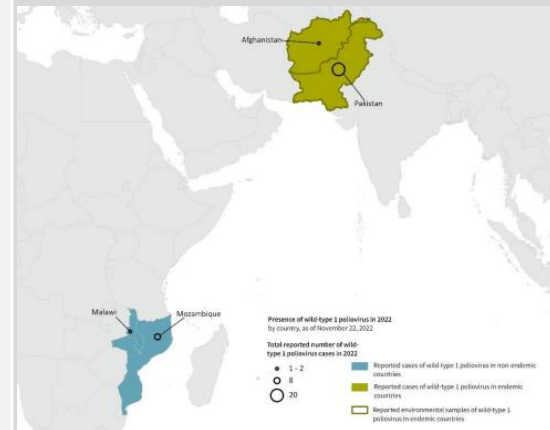 Afghanistan
Pakistan
Malawi
Mozambique
Presence of wild-type 1 poliovirus in 2022
by country, as of November 22, 2022
Total reported number of wild-
type 1 poliovirus cases in 2022
1 - 2
8
20
Reported cases of wild type 1 poliovirus in non-endemic
countries
Reported cases of wild type 1 poliovirus in endemic
countries
Reported environmental samples of wild-type 1
poliovirus in endemic countries